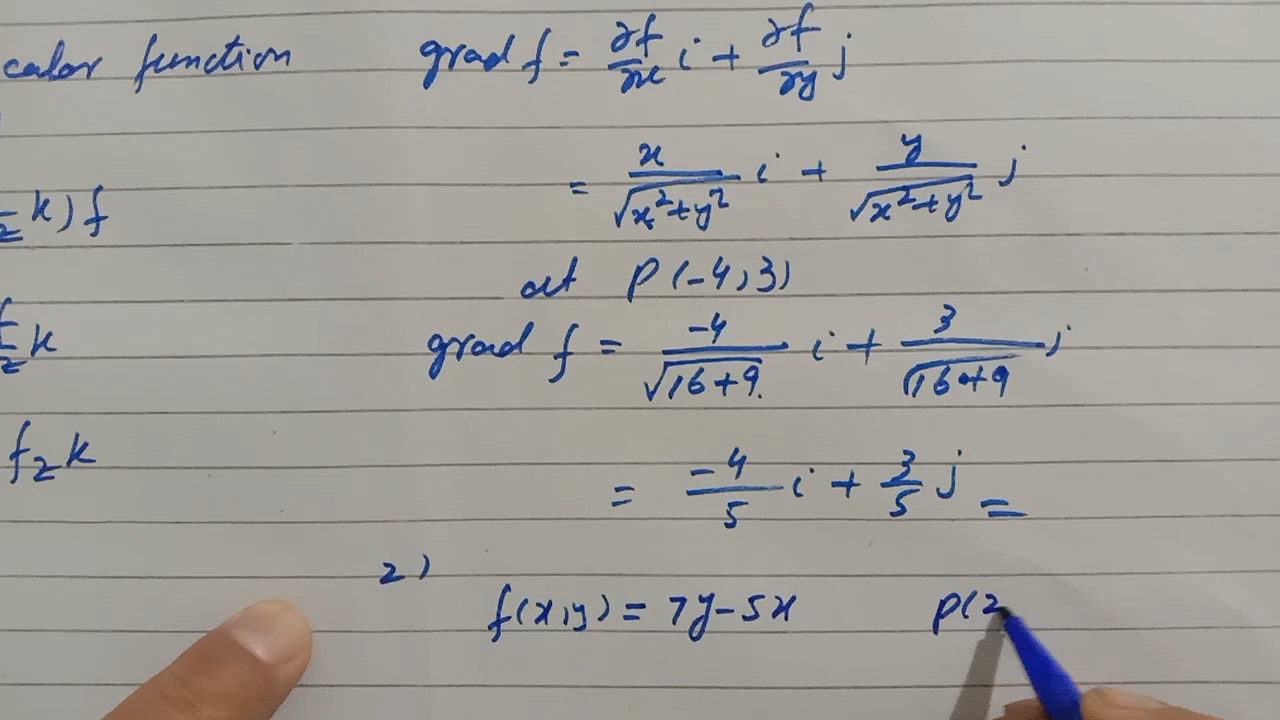 calar function
k) f
k
f₂ k
grad f = ∂f/∂x i + ∂f/∂y j
= x/√(x²+y²) i + y/√(x²+y²) j
at P(-4,3)
grad f = -4/√(16+9) i + 3/√(16+9) j
= -4/5 i + 3/5 j
2)
f(x,y) = 7y-5x P(2